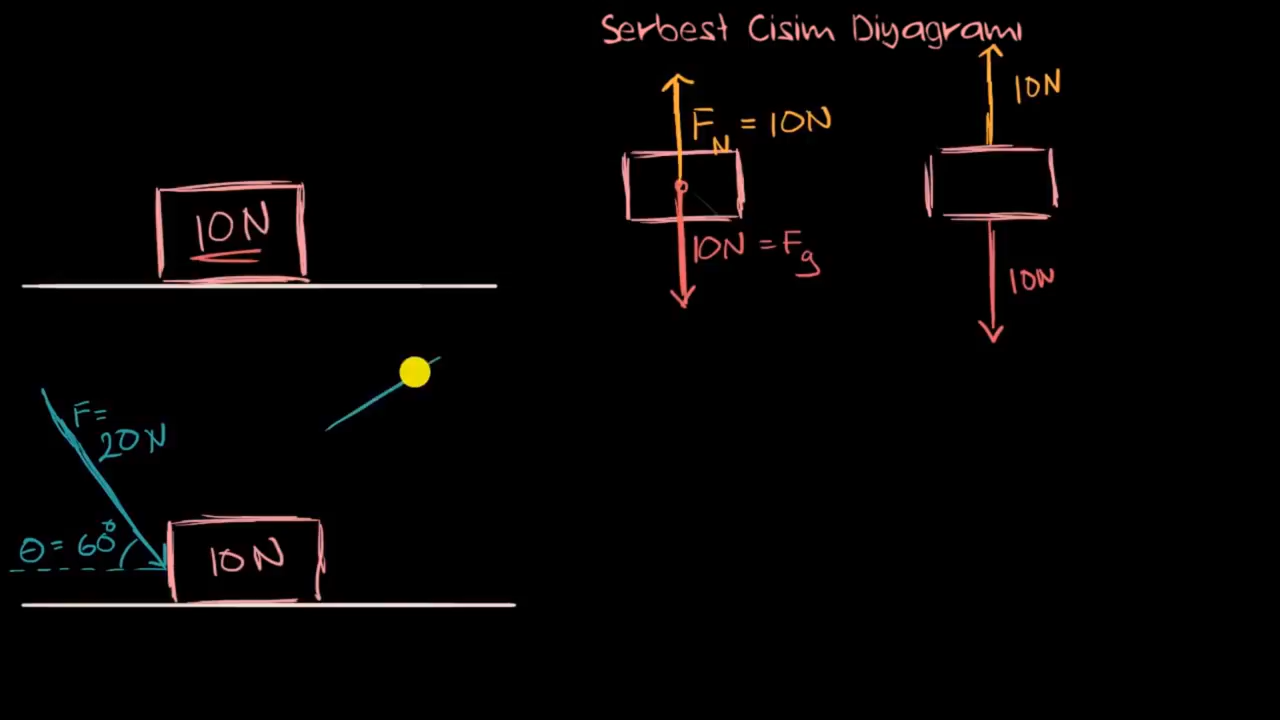 Serbest Cisim Diyagramı
10N
F_N = 10N
10N = F_g
10N
10N
F=
20N
θ = 60°
10N